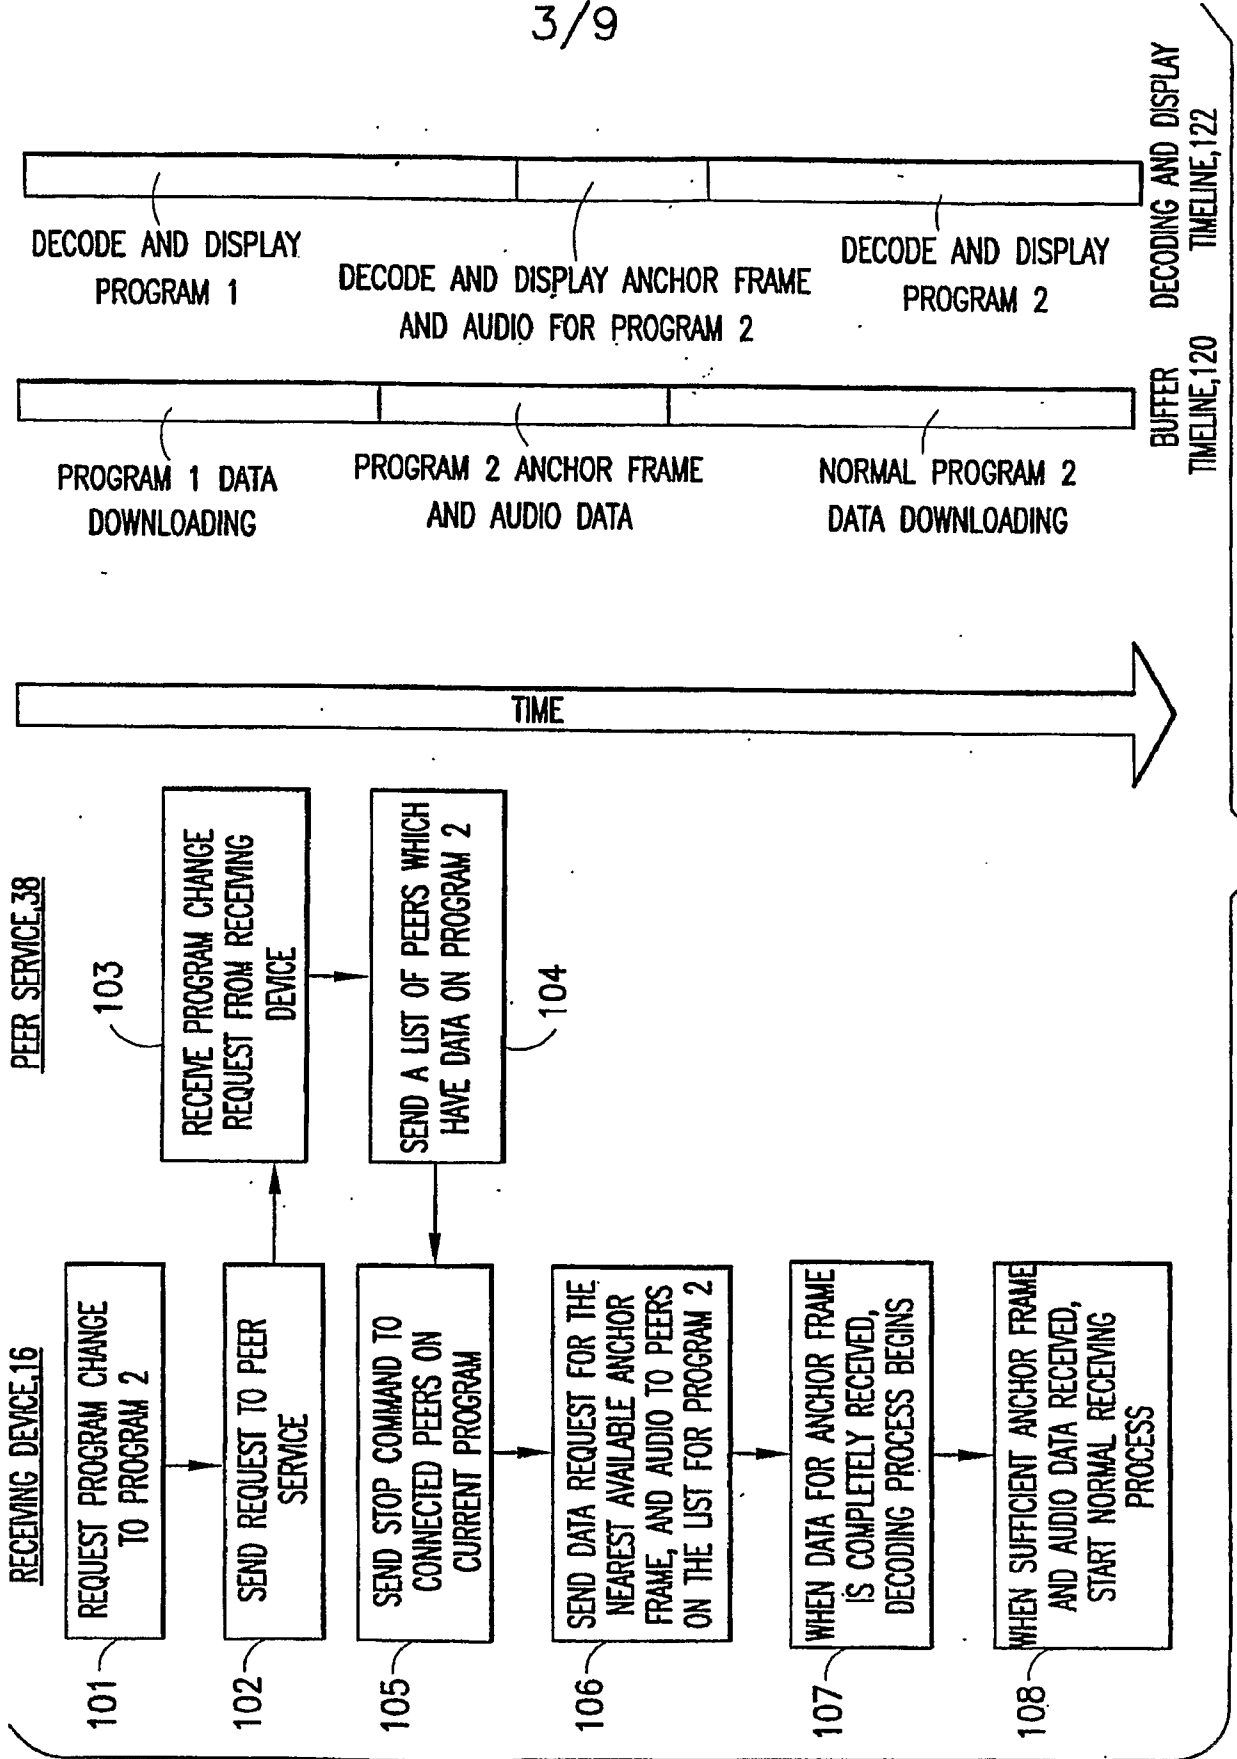 3/9
RECEIVING DEVICE,16
101
REQUEST PROGRAM CHANGE
TO PROGRAM 2
102
SEND REQUEST TO PEER
SERVICE
105
SEND STOP COMMAND TO
CONNECTED PEERS ON
CURRENT PROGRAM
106
SEND DATA REQUEST FOR THE
NEAREST AVAILABLE ANCHOR
FRAME, AND AUDIO TO PEERS
ON THE LIST FOR PROGRAM 2
107
WHEN DATA FOR ANCHOR FRAME
IS COMPLETELY RECEIVED,
DECODING PROCESS BEGINS
108
WHEN SUFFICIENT ANCHOR FRAME
AND AUDIO DATA RECEIVED,
START NORMAL RECEIVING
PROCESS
PEER SERVICE,38
103
RECEIVE PROGRAM CHANGE
REQUEST FROM RECEIVING
DEVICE
SEND A LIST OF PEERS WHICH
HAVE DATA ON PROGRAM 2
104
TIME
PROGRAM 1 DATA
DOWNLOADING
PROGRAM 2 ANCHOR FRAME
AND AUDIO DATA
NORMAL PROGRAM 2
DATA DOWNLOADING
BUFFER
TIMELINE,120
DECODE AND DISPLAY
PROGRAM 1
DECODE AND DISPLAY ANCHOR FRAME
AND AUDIO FOR PROGRAM 2
DECODE AND DISPLAY
PROGRAM 2
DECODING AND DISPLAY
TIMELINE,122